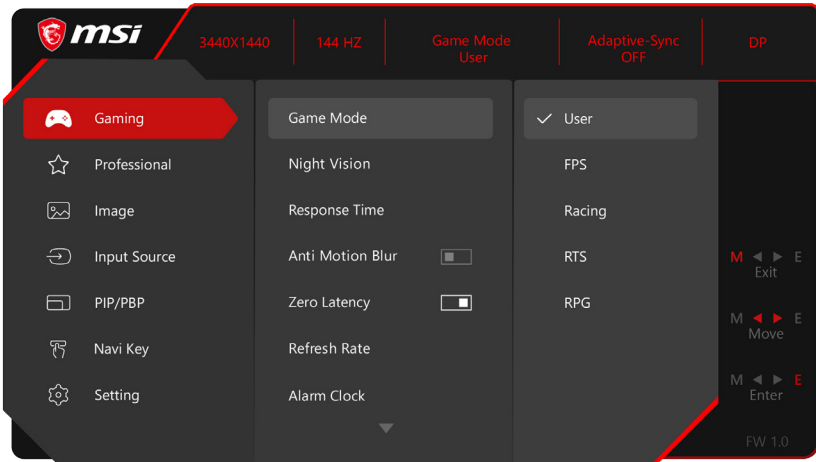 msi
3440X1440
144 HZ
Game Mode
User
Adaptive-Sync
OFF
DP
Gaming
Professional
Image
Input Source
PIP/PBP
Navi Key
Setting
Game Mode
Night Vision
Response Time
Anti Motion Blur
Zero Latency
Refresh Rate
Alarm Clock
User
FPS
Racing
RTS
RPG
M ◀ ▶ E
Exit
M ◀ ▶ E
Move
M ◀ ▶ E
Enter
FW 1.0